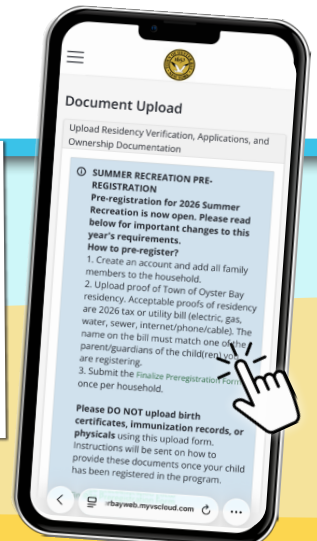 1653
Document Upload
Upload Residency Verification, Applications, and
Ownership Documentation
SUMMER RECREATION PRE-
REGISTRATION
Pre-registration for 2026 Summer
Recreation is now open. Please read
below for important changes to this
year's requirements.
How to pre-register?
1. Create an account and add all family
members to the household.
2. Upload proof of Town of Oyster Bay
residency. Acceptable proofs of residency
are 2026 tax or utility bill (electric, gas,
water, sewer, internet/phone/cable). The
name on the bill must match one of the
parent/guardians of the child(ren) you
are registering.
3. Submit the Finalize Preregistration Form
once per household.
Please DO NOT upload birth
certificates, immunization records, or
physicals using this upload form.
Instructions will be sent on how to
provide these documents once your child
has been registered in the program.
rbayweb.myvscloud.com